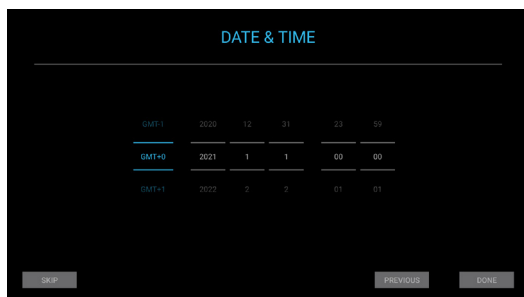 DATE & TIME
GMT-1 2020 12 31 23 59
GMT+0 2021 1 1 00 00
GMT+1 2022 2 2 01 01
SKIP PREVIOUS DONE